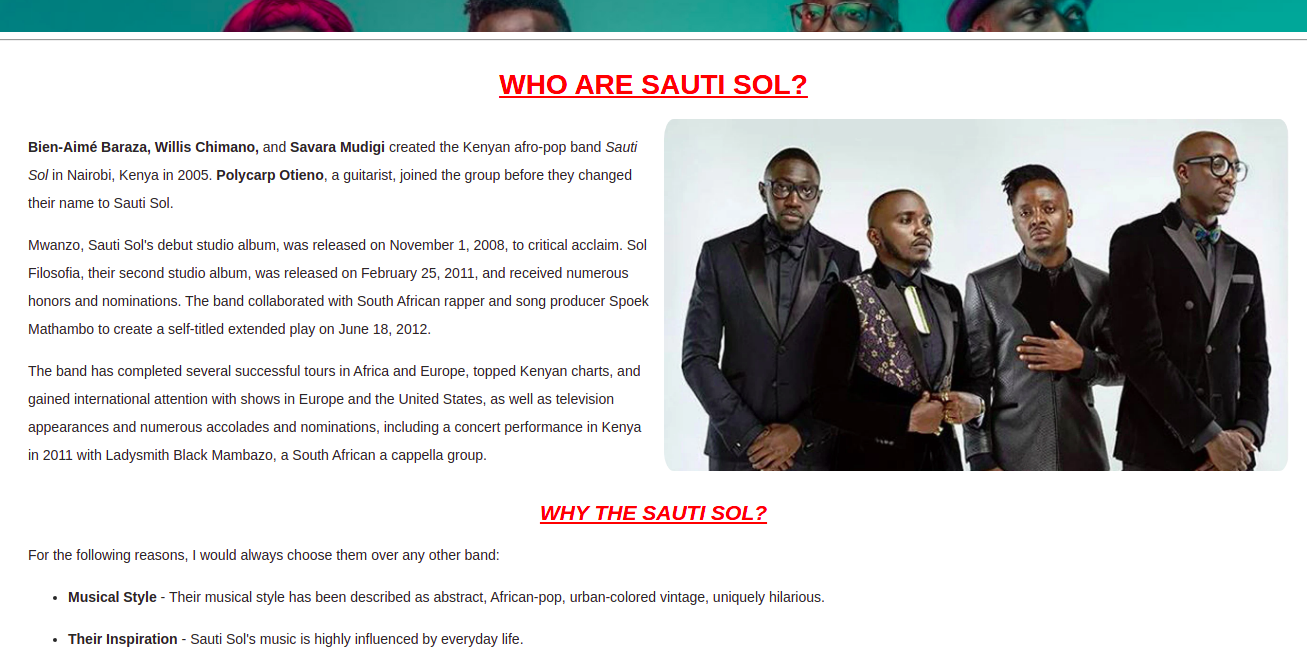 WHO ARE SAUTI SOL?
Bien-Aimé Baraza, Willis Chimano, and Savara Mudigi created the Kenyan afro-pop band Sauti
Sol in Nairobi, Kenya in 2005. Polycarp Otieno, a guitarist, joined the group before they changed
their name to Sauti Sol.
Mwanzo, Sauti Sol's debut studio album, was released on November 1, 2008, to critical acclaim. Sol
Filosofia, their second studio album, was released on February 25, 2011, and received numerous
honors and nominations. The band collaborated with South African rapper and song producer Spoek
Mathambo to create a self-titled extended play on June 18, 2012.
The band has completed several successful tours in Africa and Europe, topped Kenyan charts, and
gained international attention with shows in Europe and the United States, as well as television
appearances and numerous accolades and nominations, including a concert performance in Kenya
in 2011 with Ladysmith Black Mambazo, a South African a cappella group.
WHY THE SAUTI SOL?
For the following reasons, I would always choose them over any other band:
• Musical Style - Their musical style has been described as abstract, African-pop, urban-colored vintage, uniquely hilarious.
• Their Inspiration - Sauti Sol's music is highly influenced by everyday life.